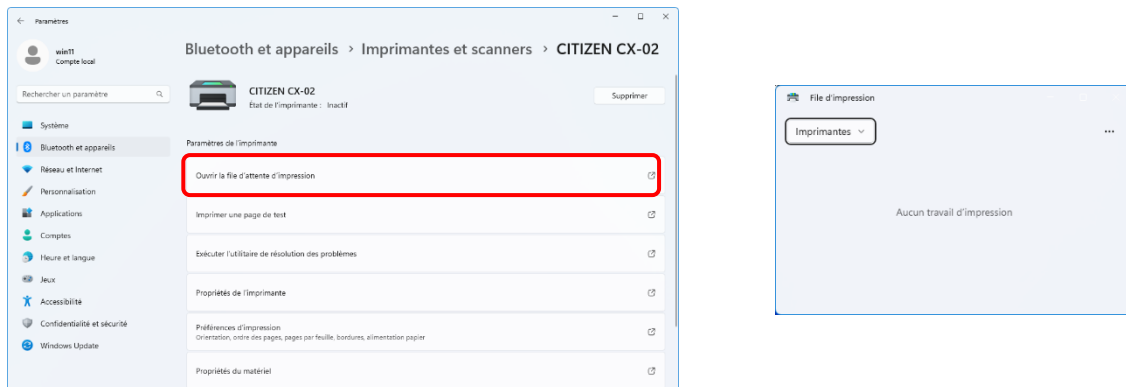 Paramètres
win11
Compte local
Rechercher un paramètre
Système
Bluetooth et appareils
Réseau et Internet
Personnalisation
Applications
Comptes
Heure et langue
Jeux
Accessibilité
Confidentialité et sécurité
Windows Update
Bluetooth et appareils > Imprimantes et scanners > CITIZEN CX-02
CITIZEN CX-02
État de l'imprimante : Inactif
Supprimer
Paramètres de l'imprimante
Ouvrir la file d'attente d'impression
Imprimer une page de test
Exécuter l'utilitaire de résolution des problèmes
Propriétés de l'imprimante
Préférences d'impression
Orientation, ordre des pages, pages par feuille, bordures, alimentation papier
Propriétés du matériel
File d'impression
Imprimantes
Aucun travail d'impression